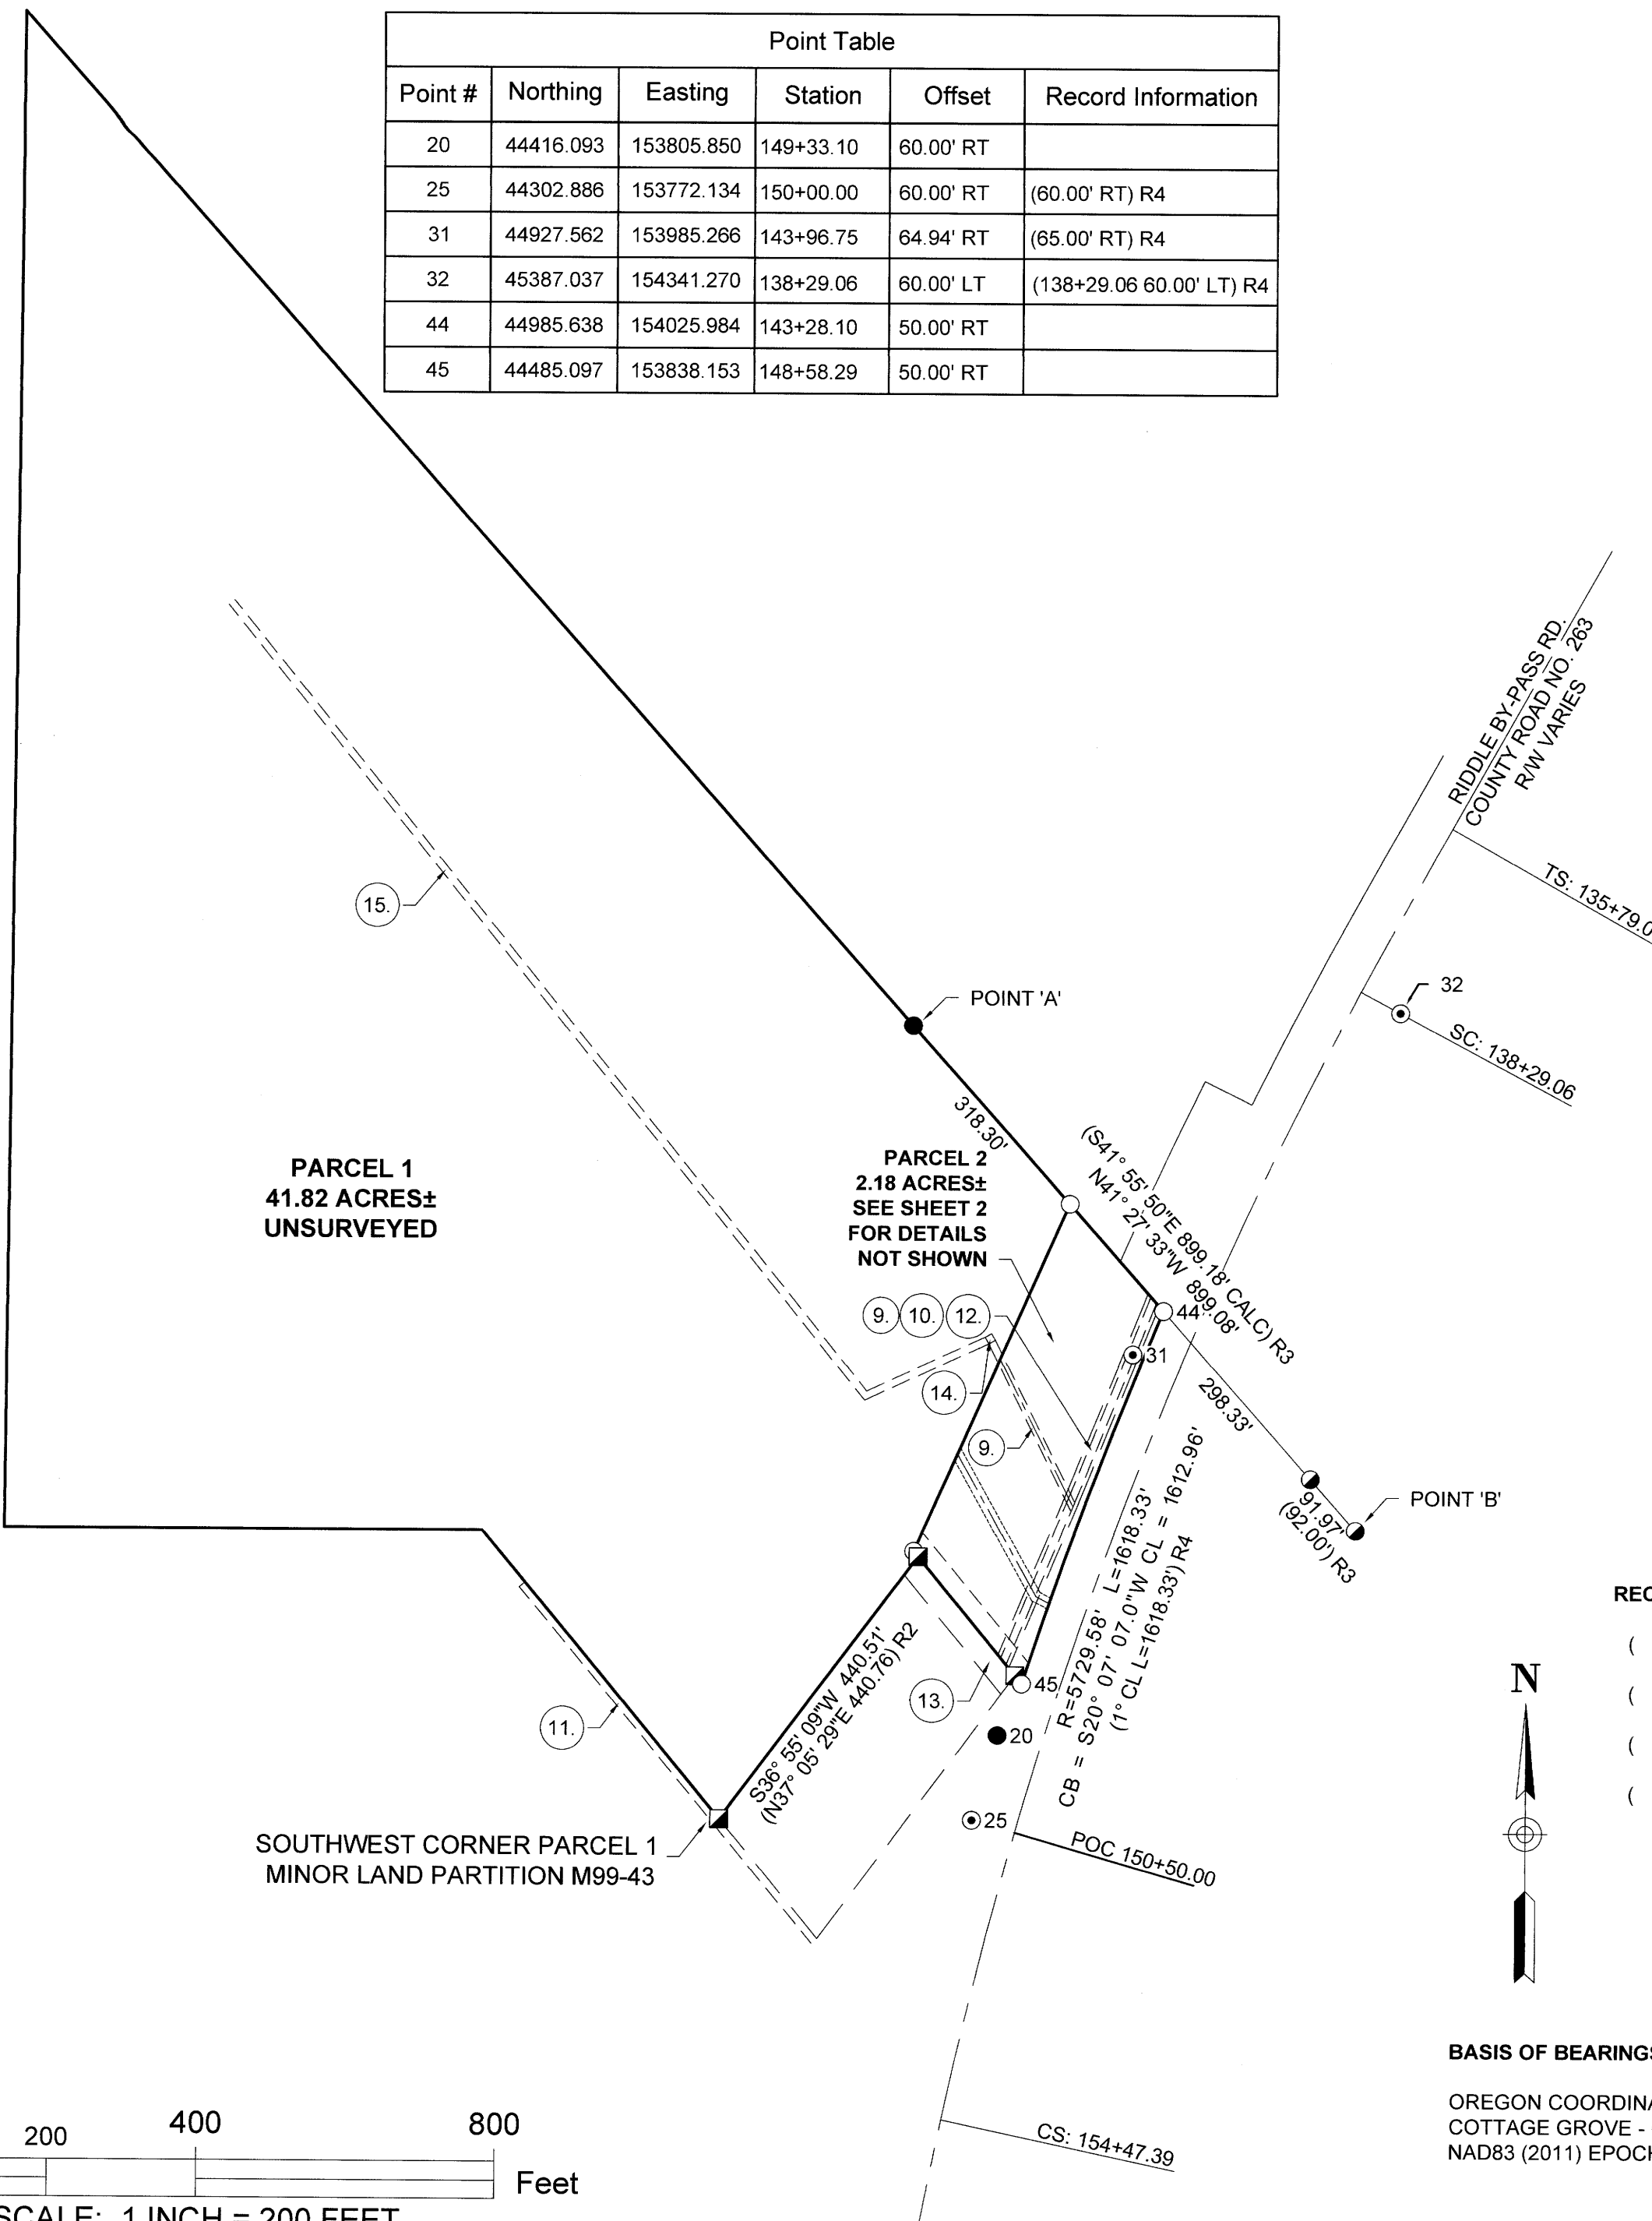 Point Table
Point # Northing Easting Station Offset Record Information
20 44416.093 153805.850 149+33.10 60.00' RT
25 44302.886 153772.134 150+00.00 60.00' RT (60.00' RT) R4
31 44927.562 153985.266 143+96.75 64.94' RT (65.00' RT) R4
32 45387.037 154341.270 138+29.06 60.00' LT (138+29.06 60.00' LT) R4
44 44985.638 154025.984 143+28.10 50.00' RT
45 44485.097 153838.153 148+58.29 50.00' RT
RIDDLE BY-PASS RD.
COUNTY ROAD NO. 263
R/W VARIES
TS: 135+79.0
15.
32
POINT 'A'
SC: 138+29.06
318.30'
(S41° 55' 50"E 899.18' CALC) R3
N41° 27' 33"W 899.08'
PARCEL 1
41.82 ACRES±
UNSURVEYED
PARCEL 2
2.18 ACRES±
SEE SHEET 2
FOR DETAILS
NOT SHOWN
9. 10. 12.
44
31
14.
298.33'
9.
POINT 'B'
91.97'
(92.00') R3
R=5729.58' L=1618.33'
CB = S20° 07' 07.0"W CL = 1612.96'
(1° CL L=1618.33') R4
REC
(
(
(
(
N
13.
45
20
11.
S36° 55' 09"W 440.51'
(N37° 05' 29"E 440.76) R2
25
SOUTHWEST CORNER PARCEL 1
MINOR LAND PARTITION M99-43
POC 150+50.00
BASIS OF BEARINGS
OREGON COORDINA
COTTAGE GROVE -
NAD83 (2011) EPOCH
CS: 154+47.39
200 400 800
Feet
SCALE: 1 INCH = 200 FEET